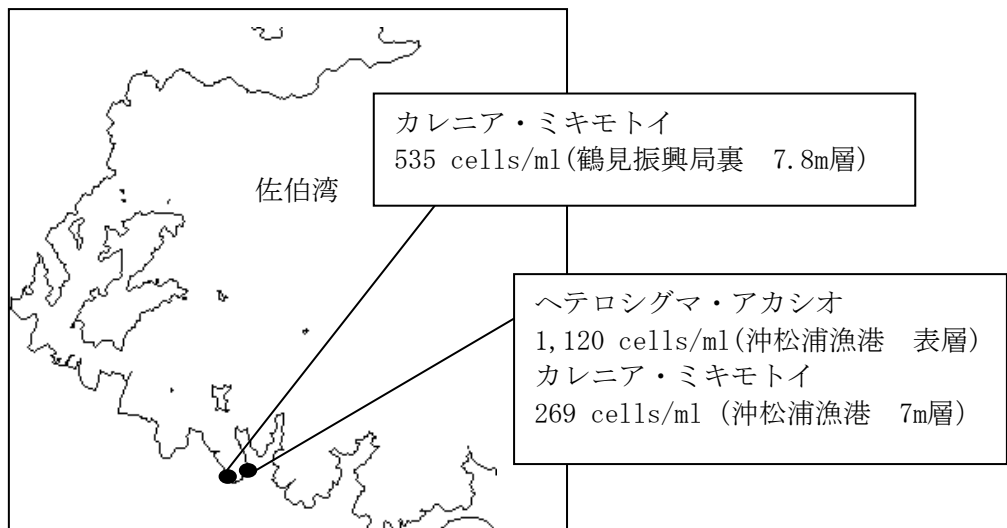 カレニア・ミキモトイ
535 cells/ml(鶴見振興局裏　7.8m層)
佐伯湾
ヘテロシグマ・アカシオ
1,120 cells/ml(沖松浦漁港　表層)
カレニア・ミキモトイ
269 cells/ml (沖松浦漁港　7m層)